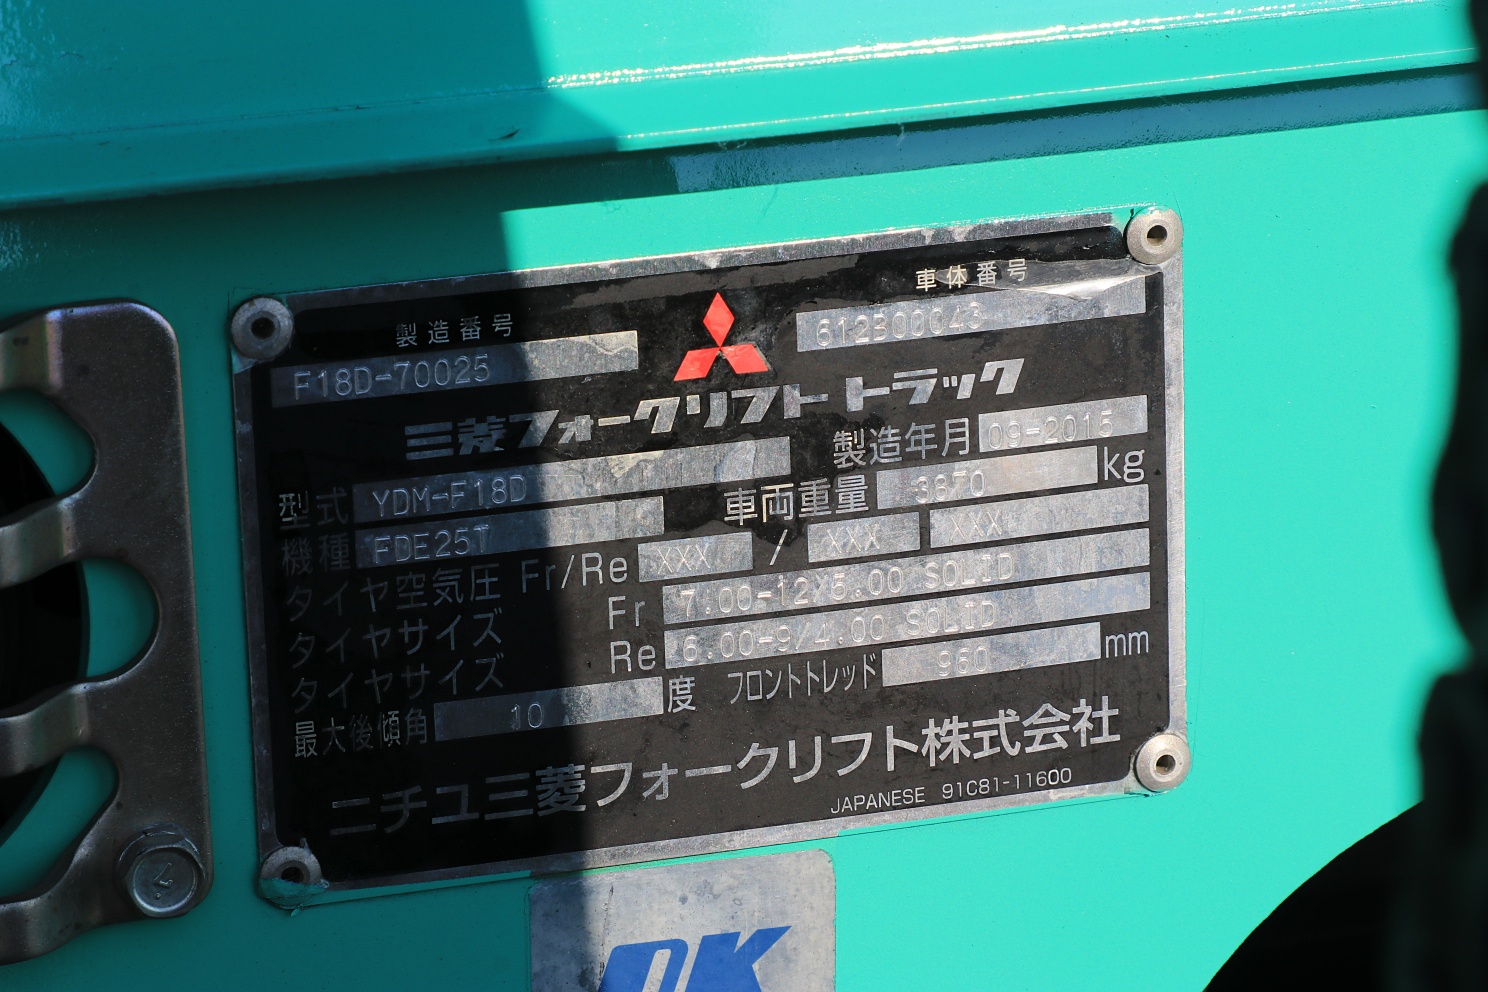 製造番号
F18D-70025
車体番号
612B00043
三菱フォークリフト トラック
製造年月 09-2015
型式 YDM-F18D
車両重量 3870 kg
機種 FDE25T
タイヤ空気圧 Fr/Re XXX / XXX XXX
タイヤサイズ Fr 7.00-12X5.00 SOLID
タイヤサイズ Re 6.00-9/4.00 SOLID
最大後傾角 10 度 フロントトレッド 960 mm
ニチユ三菱フォークリフト株式会社
JAPANESE 91C81-11600
OK